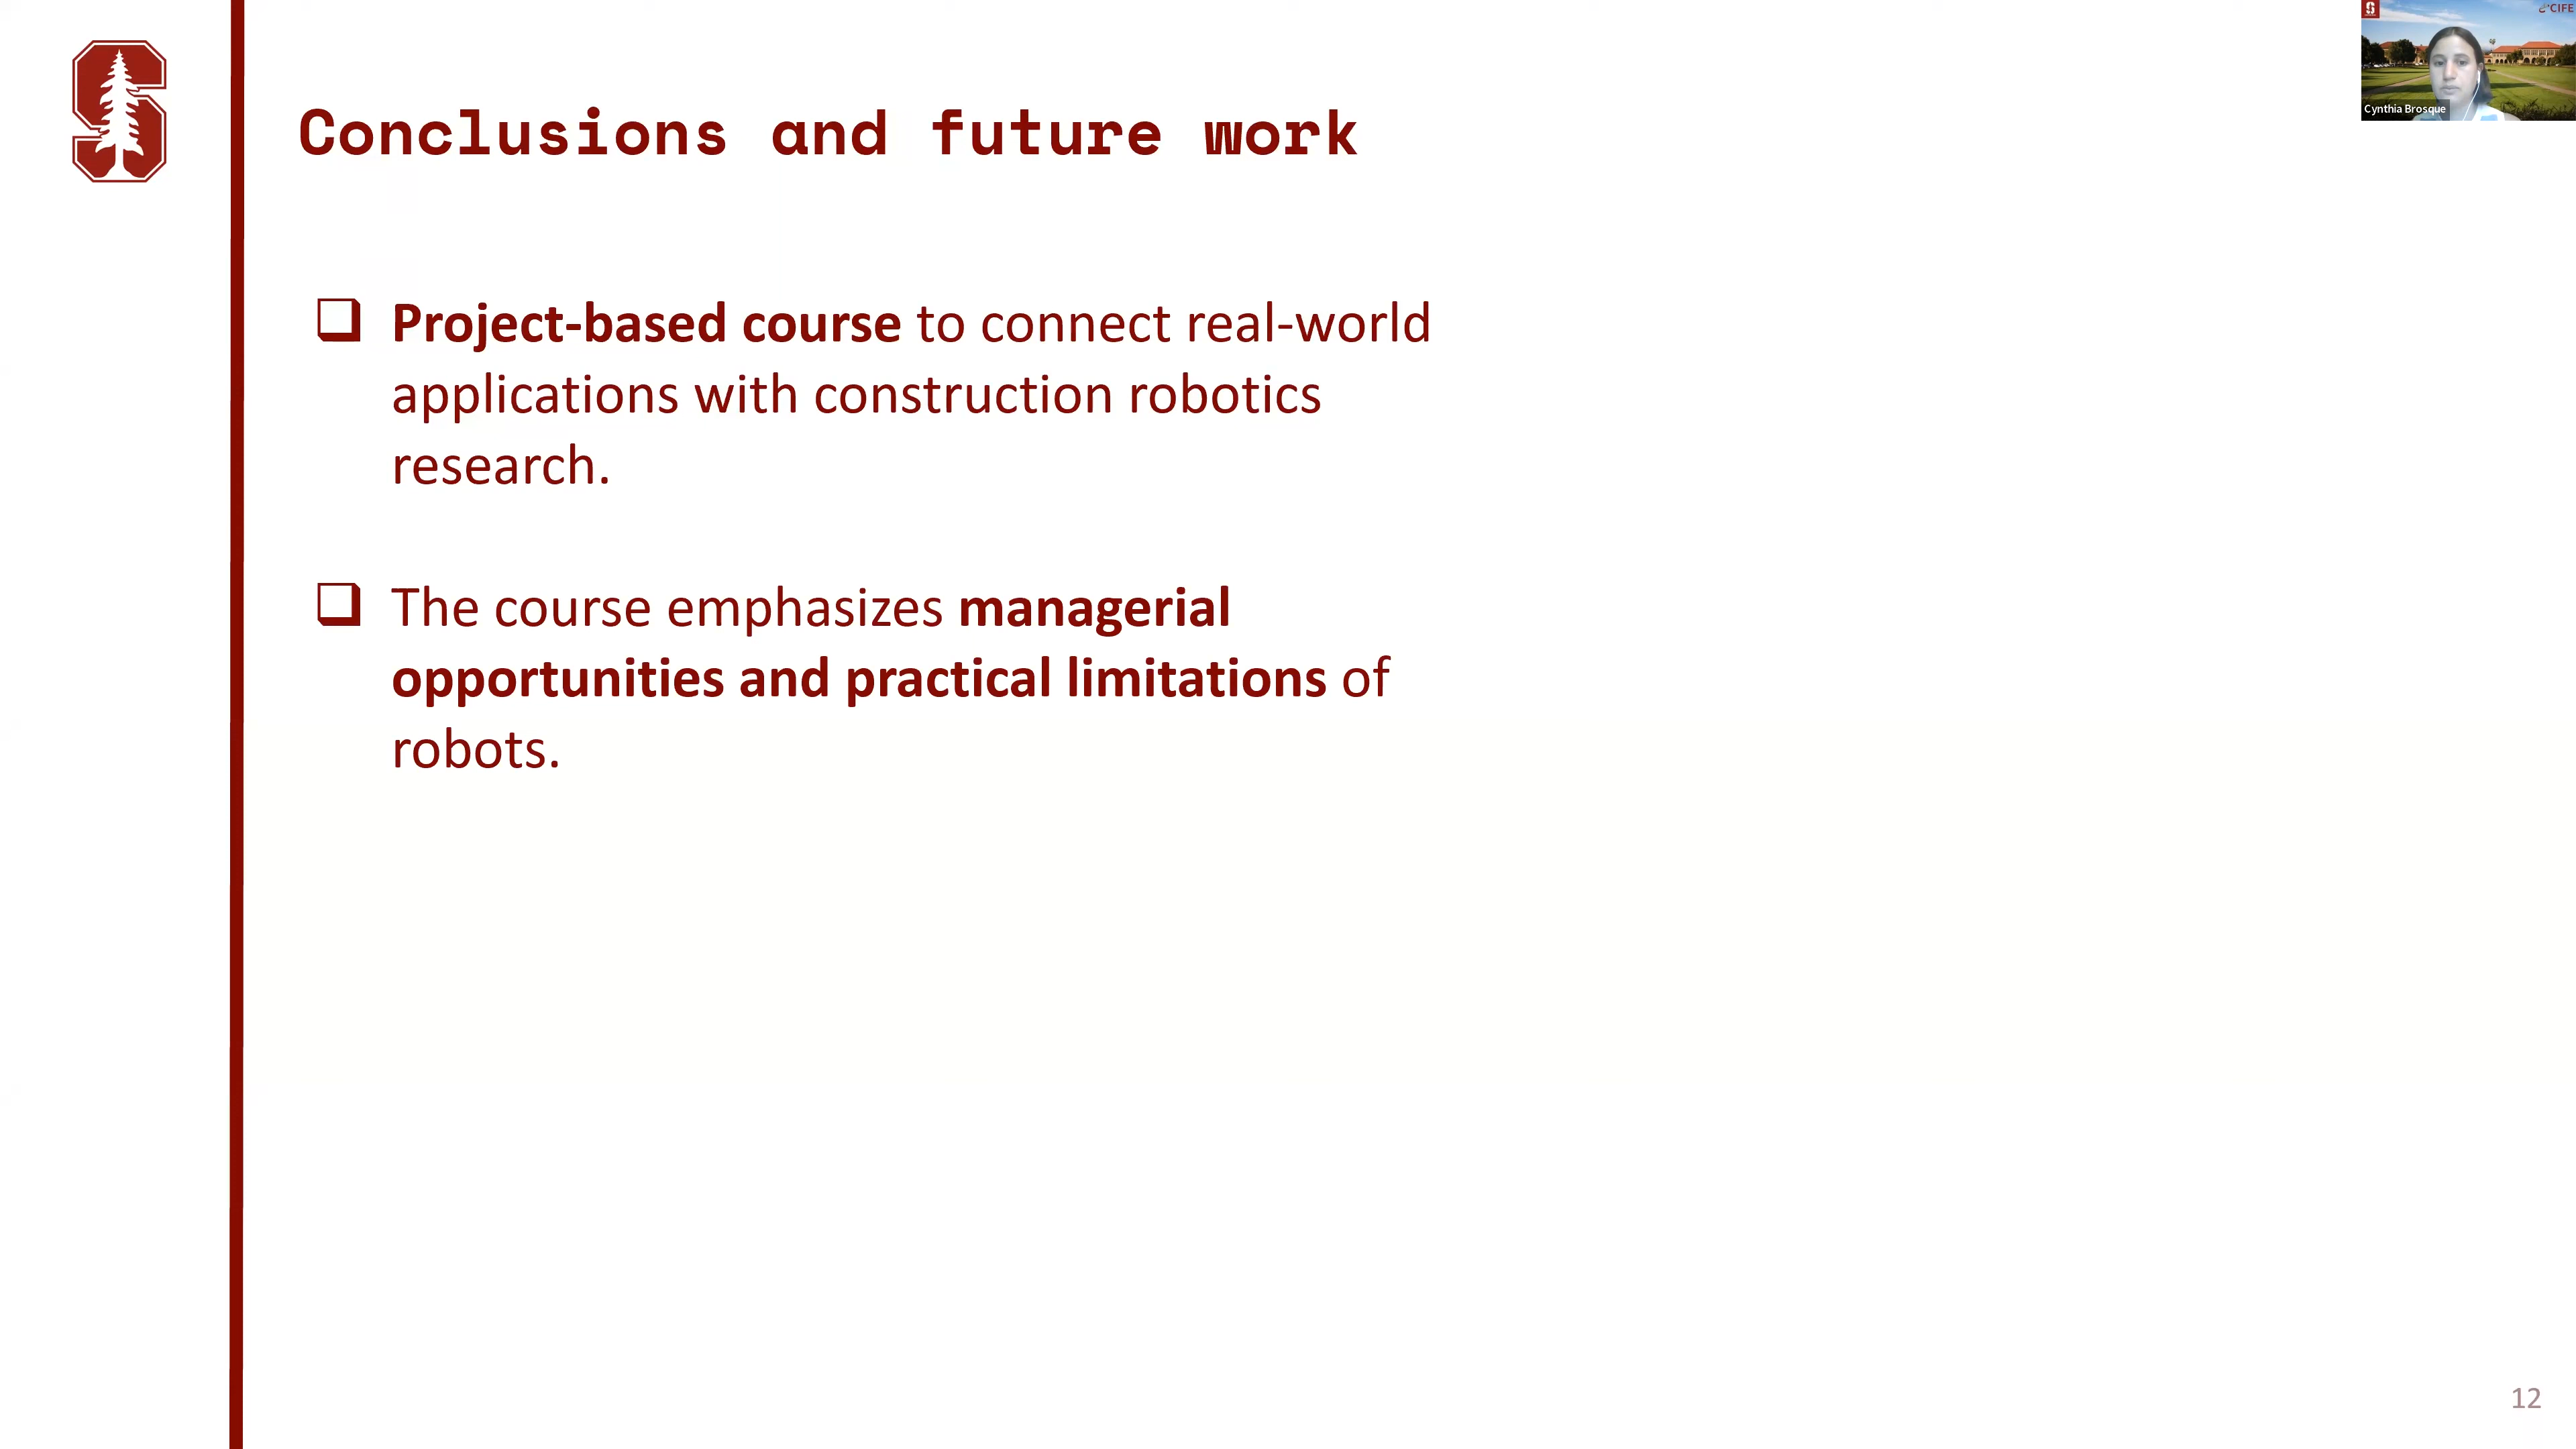 Conclusions and future work
❑ Project-based course to connect real-world
applications with construction robotics
research.
❑ The course emphasizes managerial
opportunities and practical limitations of
robots.
CIFE
Cynthia Brosque
12